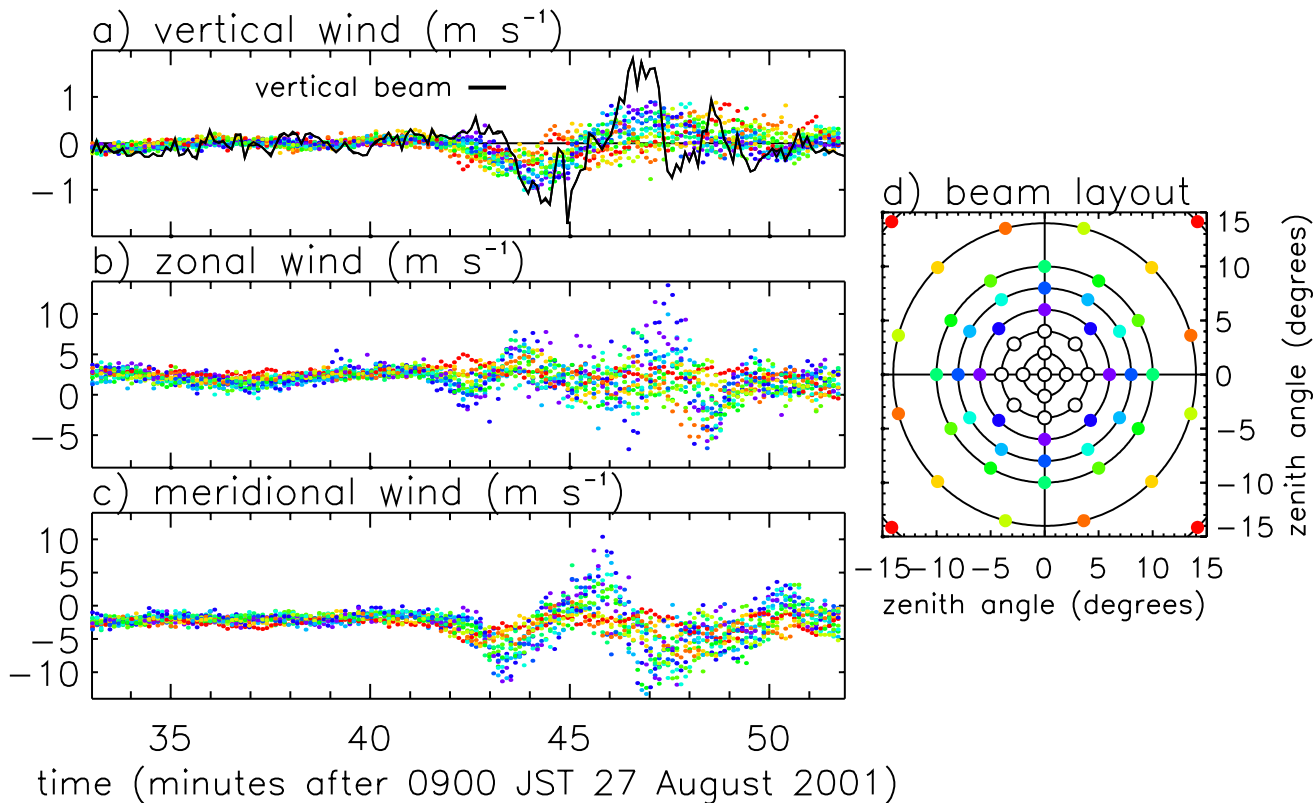 a) vertical wind (m s⁻¹)
vertical beam
1
0
−1
b) zonal wind (m s⁻¹)
10
5
0
−5
c) meridional wind (m s⁻¹)
10
5
0
−5
−10
35 40 45 50
time (minutes after 0900 JST 27 August 2001)
d) beam layout
15
10
5
0
−5
−10
−15
zenith angle (degrees)
−15 −10 −5 0 5 10 15
zenith angle (degrees)